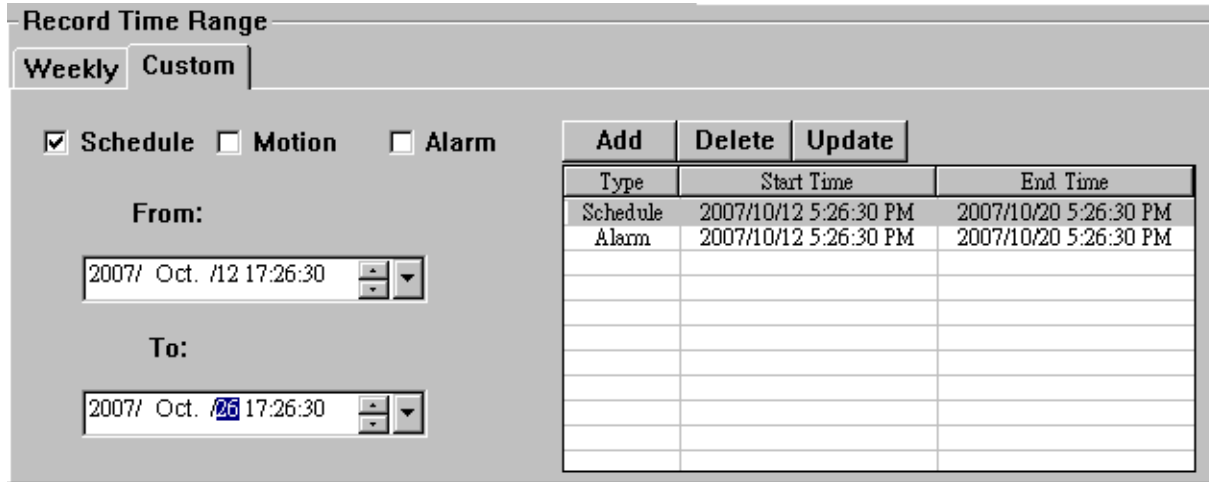 Record Time Range
Weekly Custom
Schedule Motion Alarm
Add Delete Update
From:
2007/ Oct. /12 17:26:30
To:
2007/ Oct. /26 17:26:30
Type Start Time End Time
Schedule 2007/10/12 5:26:30 PM 2007/10/20 5:26:30 PM
Alarm 2007/10/12 5:26:30 PM 2007/10/20 5:26:30 PM